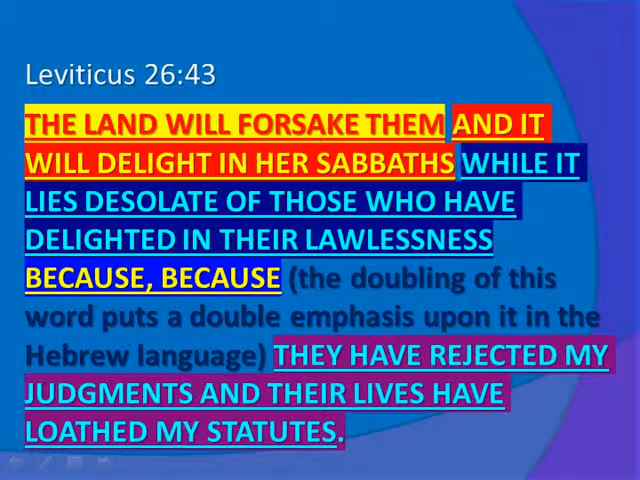 Leviticus 26:43
THE LAND WILL FORSAKE THEM AND IT
WILL DELIGHT IN HER SABBATHS WHILE IT
LIES DESOLATE OF THOSE WHO HAVE
DELIGHTED IN THEIR LAWLESSNESS
BECAUSE, BECAUSE (the doubling of this
word puts a double emphasis upon it in the
Hebrew language) THEY HAVE REJECTED MY
JUDGMENTS AND THEIR LIVES HAVE
LOATHED MY STATUTES.